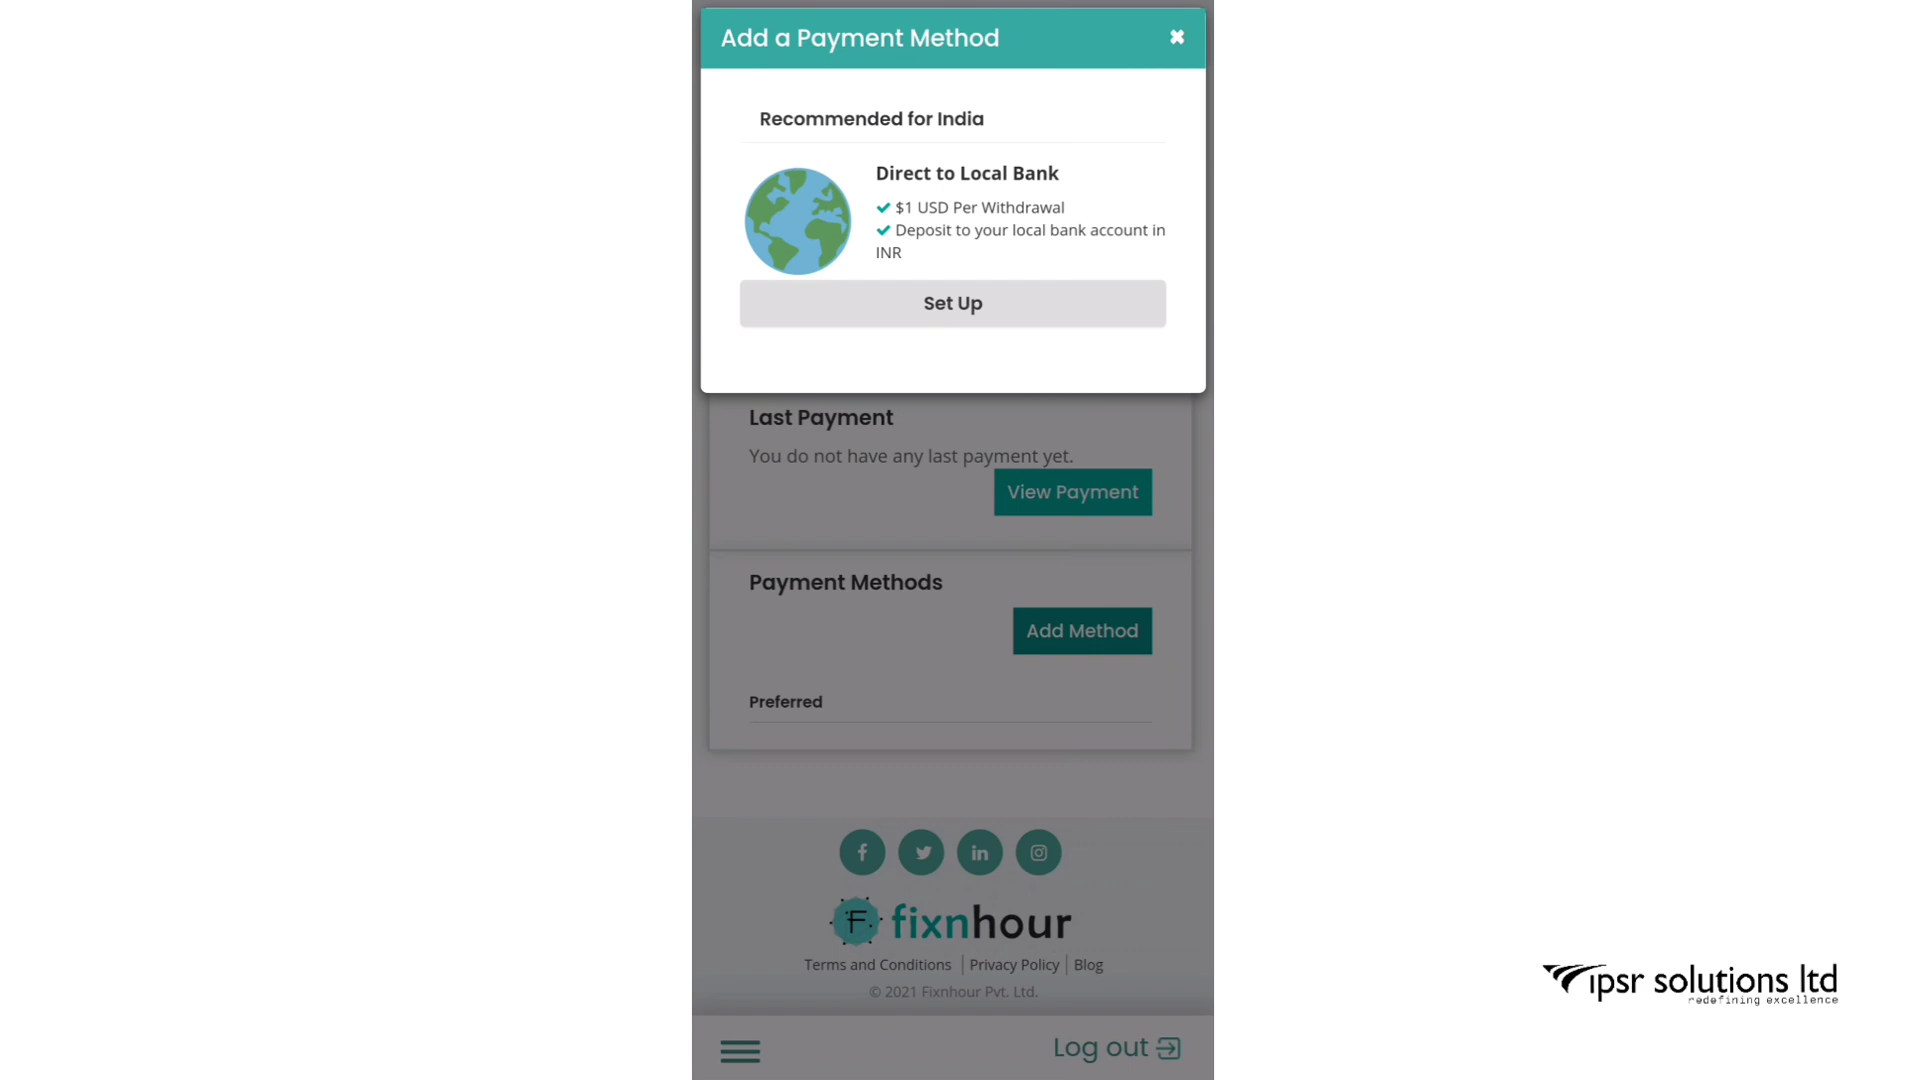 Add a Payment Method
Recommended for India
Direct to Local Bank
$1 USD Per Withdrawal
Deposit to your local bank account in
INR
Set Up
Last Payment
You do not have any last payment yet.
View Payment
Payment Methods
Add Method
Preferred
F fixnhour
Terms and Conditions | Privacy Policy | Blog
© 2021 Fixnhour Pvt. Ltd.
Log out
ipsr solutions ltd
redefining excellence